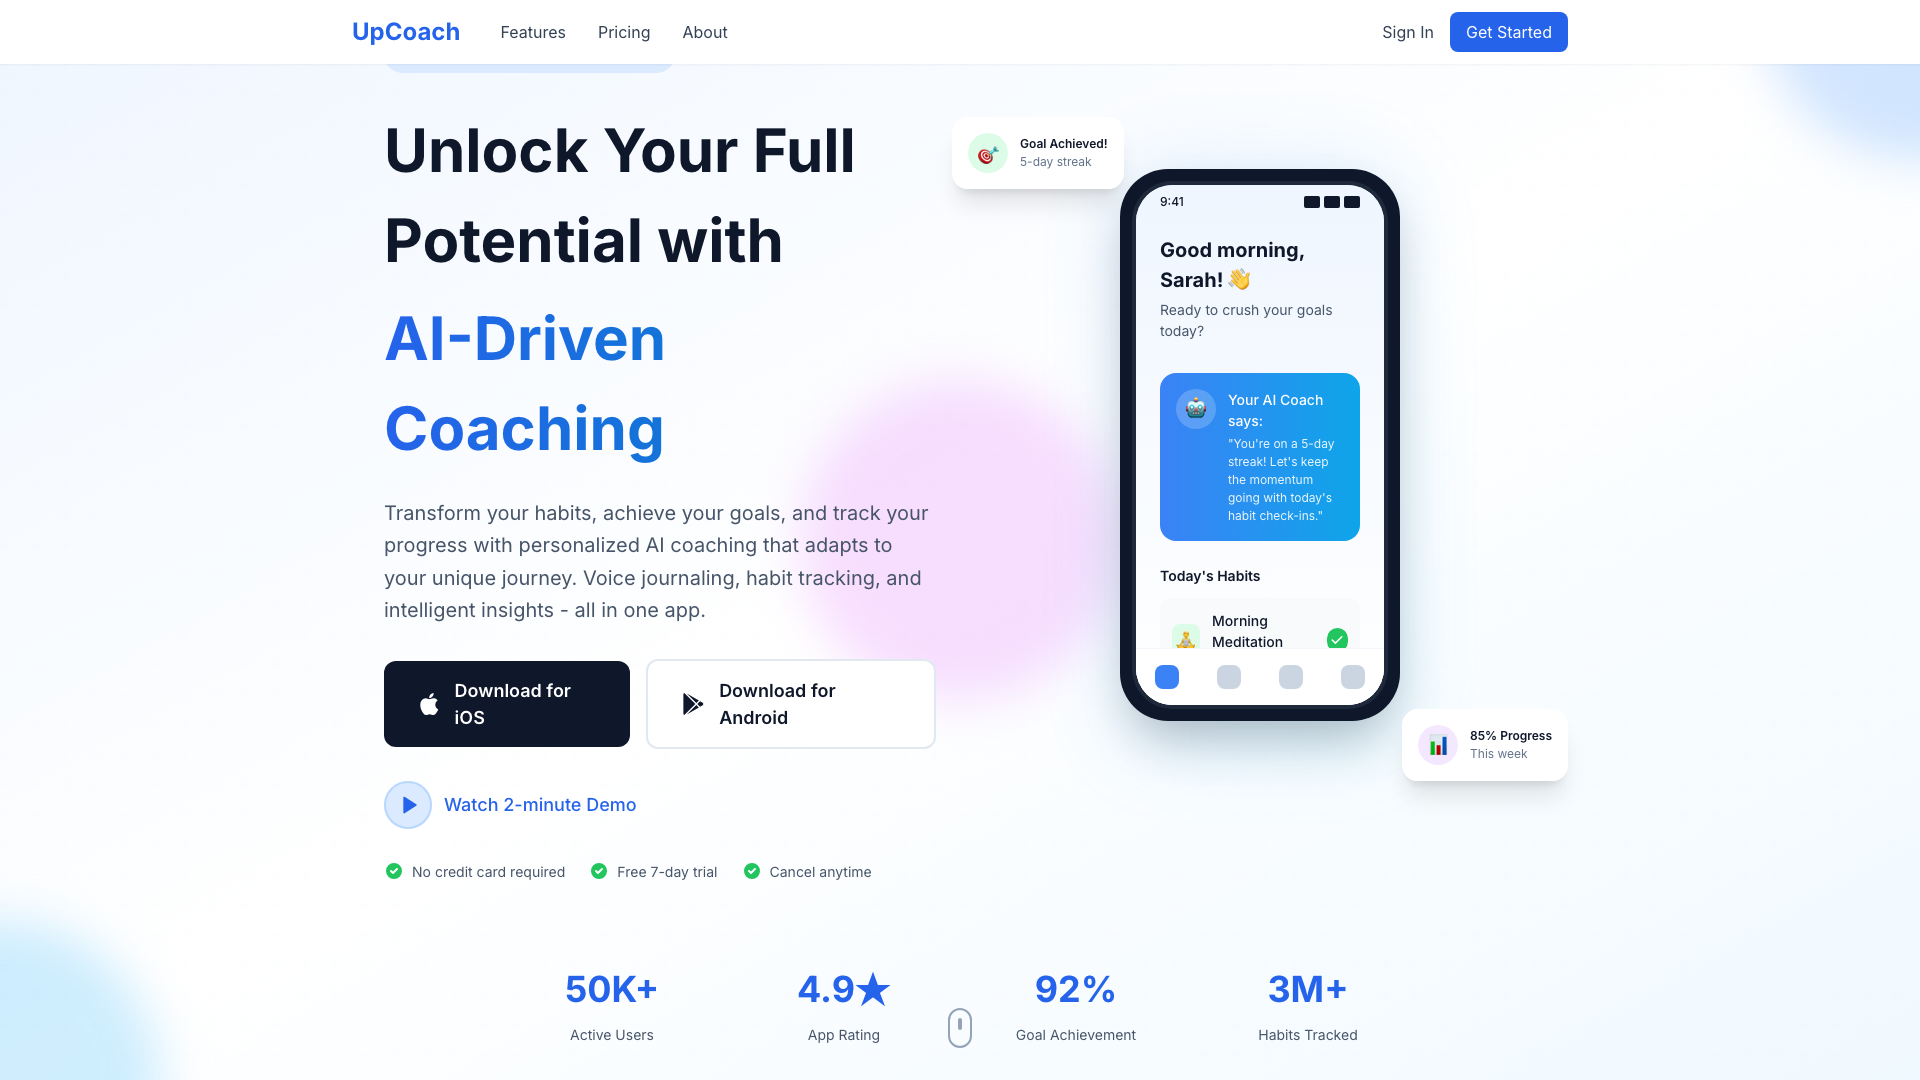 UpCoach
Features
Pricing
About
Sign In
Get Started
Unlock Your Full
Potential with
AI-Driven
Coaching
Transform your habits, achieve your goals, and track your
progress with personalized AI coaching that adapts to
your unique journey. Voice journaling, habit tracking, and
intelligent insights - all in one app.
Download for
iOS
Download for
Android
Watch 2-minute Demo
No credit card required
Free 7-day trial
Cancel anytime
Goal Achieved!
5-day streak
9:41
Good morning,
Sarah! 👋
Ready to crush your goals
today?
Your AI Coach
says:
"You're on a 5-day
streak! Let's keep
the momentum
going with today's
habit check-ins."
Today's Habits
Morning
Meditation
85% Progress
This week
50K+
Active Users
4.9★
App Rating
92%
Goal Achievement
3M+
Habits Tracked